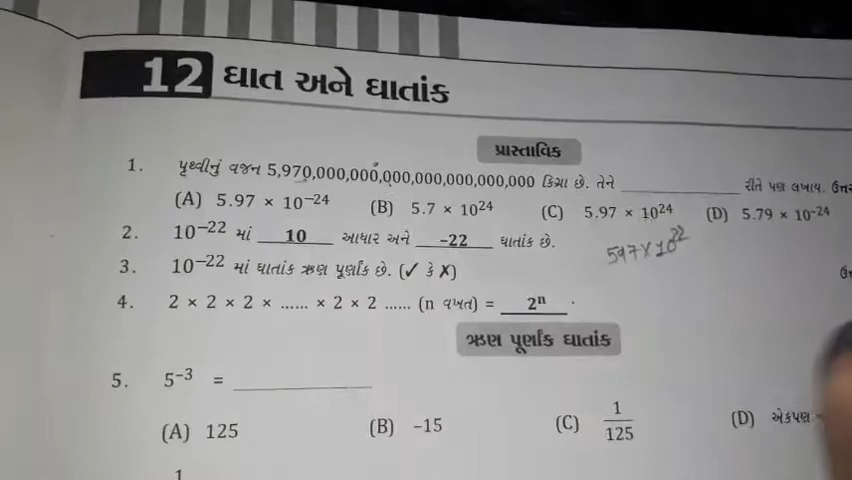 12 ઘાત અને ઘાતાંક
પ્રાસ્તાવિક
1. પૃથ્વીનું વજન 5,970,000,000,000,000,000,000,000 કિગ્રા છે. તેને ________ રીતે પણ લખાય.
(A) 5.97 × 10⁻²⁴ (B) 5.7 × 10²⁴ (C) 5.97 × 10²⁴ (D) 5.79 × 10⁻²⁴
2. 10⁻²² માં 10 આધાર અને -22 ઘાતાંક છે.
597 × 10²²
3. 10⁻²² માં ઘાતાંક ઋણ પૂર્ણાંક છે. (✓ કે ✗)
4. 2 × 2 × 2 × ...... × 2 × 2 ...... (n વખત) = 2ⁿ .
ઋણ પૂર્ણાંક ઘાતાંક
5. 5⁻³ = ________
(A) 125 (B) -15 (C) 1/125 (D) એકપણ
1